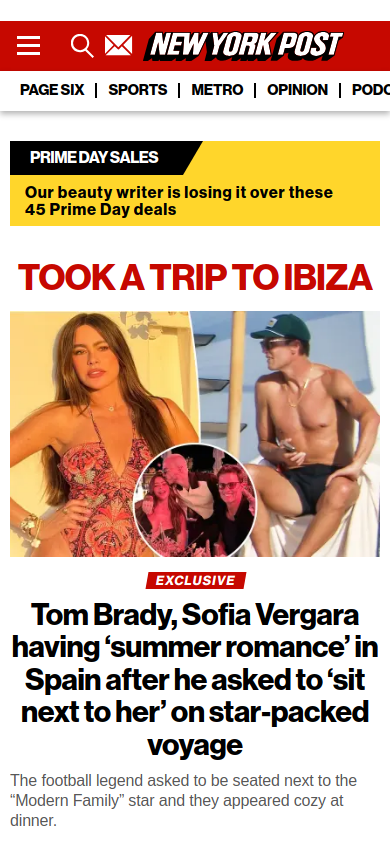 NEW YORK POST
PAGE SIX | SPORTS | METRO | OPINION | PODC
PRIME DAY SALES
Our beauty writer is losing it over these
45 Prime Day deals
TOOK A TRIP TO IBIZA
EXCLUSIVE
Tom Brady, Sofia Vergara
having ‘summer romance’ in
Spain after he asked to ‘sit
next to her’ on star-packed
voyage
The football legend asked to be seated next to the
“Modern Family” star and they appeared cozy at
dinner.